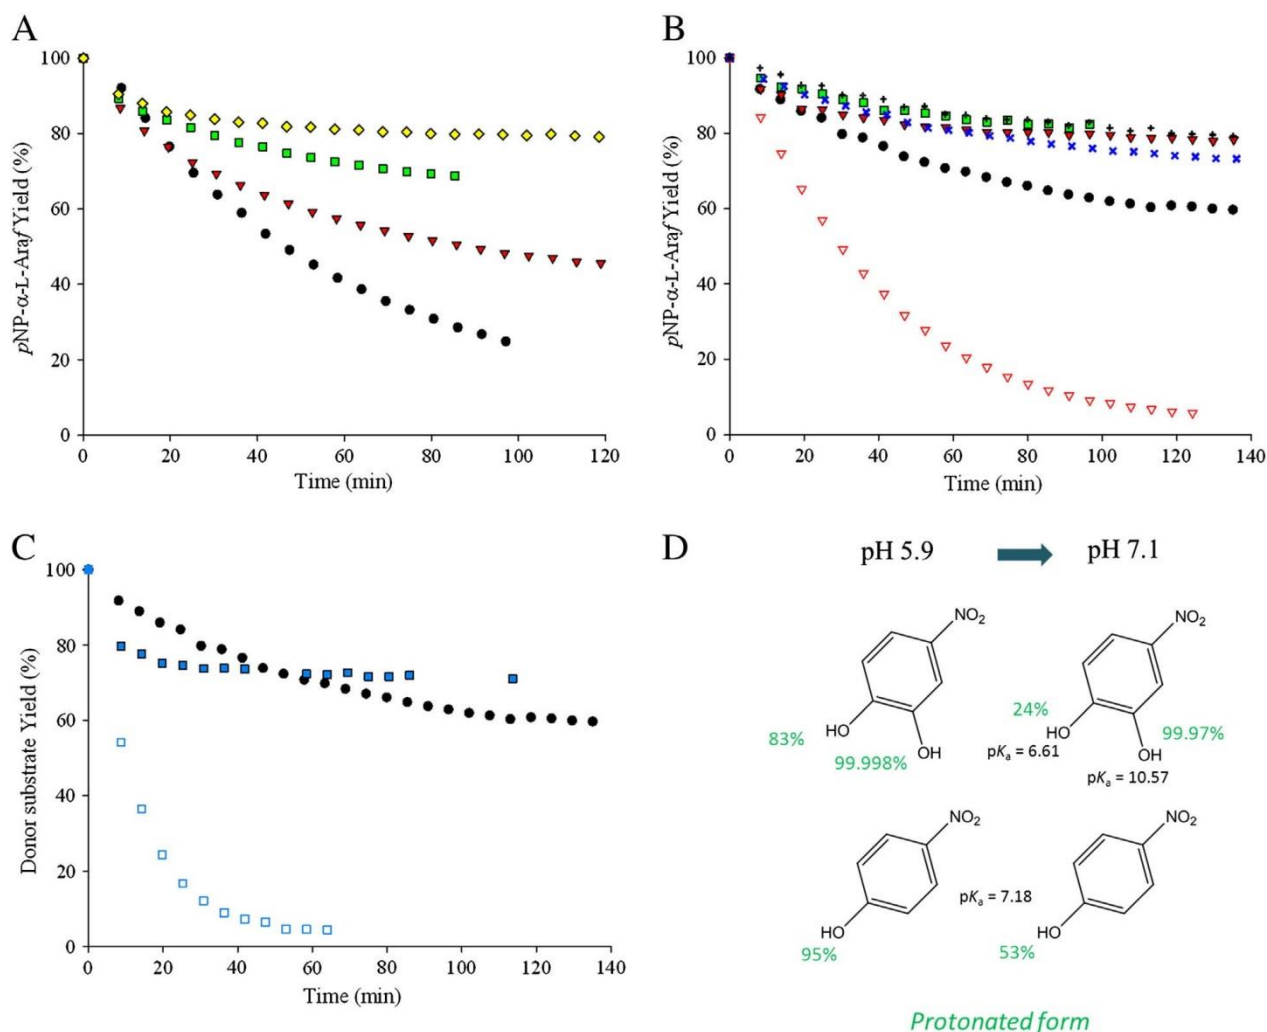 A
100
80
60
40
20
0
pNP-α-L-Araf Yield (%)
0 20 40 60 80 100 120
Time (min)
B
100
80
60
40
20
0
pNP-α-L-Araf Yield (%)
0 20 40 60 80 100 120 140
Time (min)
C
100
80
60
40
20
0
Donor substrate Yield (%)
0 20 40 60 80 100 120 140
Time (min)
D
pH 5.9 pH 7.1
NO2 NO2
83% HO 24% HO 99.97%
99.998% OH pKa = 6.61 OH
pKa = 10.57
NO2 NO2
pKa = 7.18
HO HO
95% 53%
Protonated form